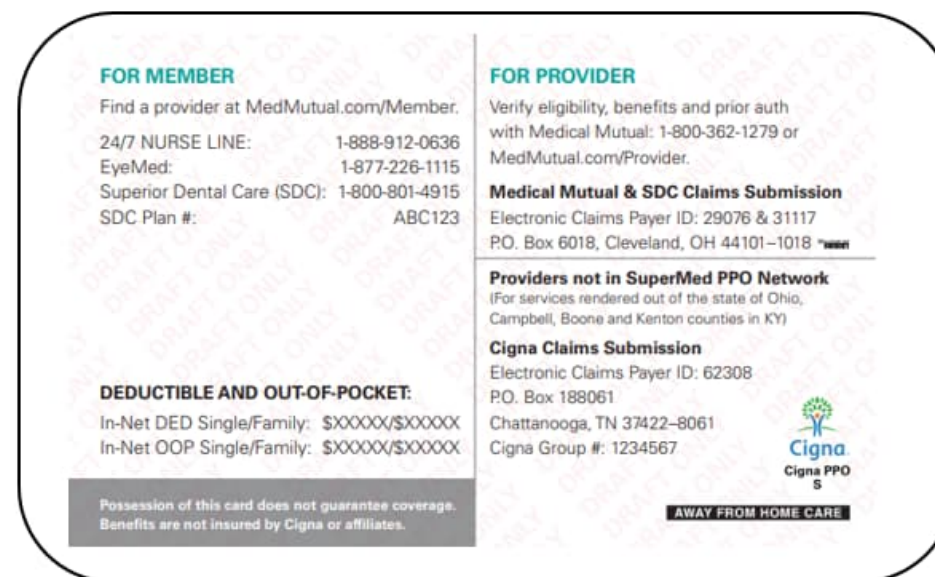 FOR MEMBER
Find a provider at MedMutual.com/Member.
24/7 NURSE LINE: 1-888-912-0636
EyeMed: 1-877-226-1115
Superior Dental Care (SDC): 1-800-801-4915
SDC Plan #: ABC123
DEDUCTIBLE AND OUT-OF-POCKET:
In-Net DED Single/Family: $XXXXX/$XXXXX
In-Net OOP Single/Family: $XXXXX/$XXXXX
Possession of this card does not guarantee coverage.
Benefits are not insured by Cigna or affiliates.
FOR PROVIDER
Verify eligibility, benefits and prior auth
with Medical Mutual: 1-800-362-1279 or
MedMutual.com/Provider.
Medical Mutual & SDC Claims Submission
Electronic Claims Payer ID: 29076 & 31117
P.O. Box 6018, Cleveland, OH 44101–1018
Providers not in SuperMed PPO Network
(For services rendered out of the state of Ohio,
Campbell, Boone and Kenton counties in KY)
Cigna Claims Submission
Electronic Claims Payer ID: 62308
P.O. Box 188061
Chattanooga, TN 37422–8061
Cigna Group #: 1234567
Cigna
Cigna PPO
S
AWAY FROM HOME CARE
DRAFT ONLY